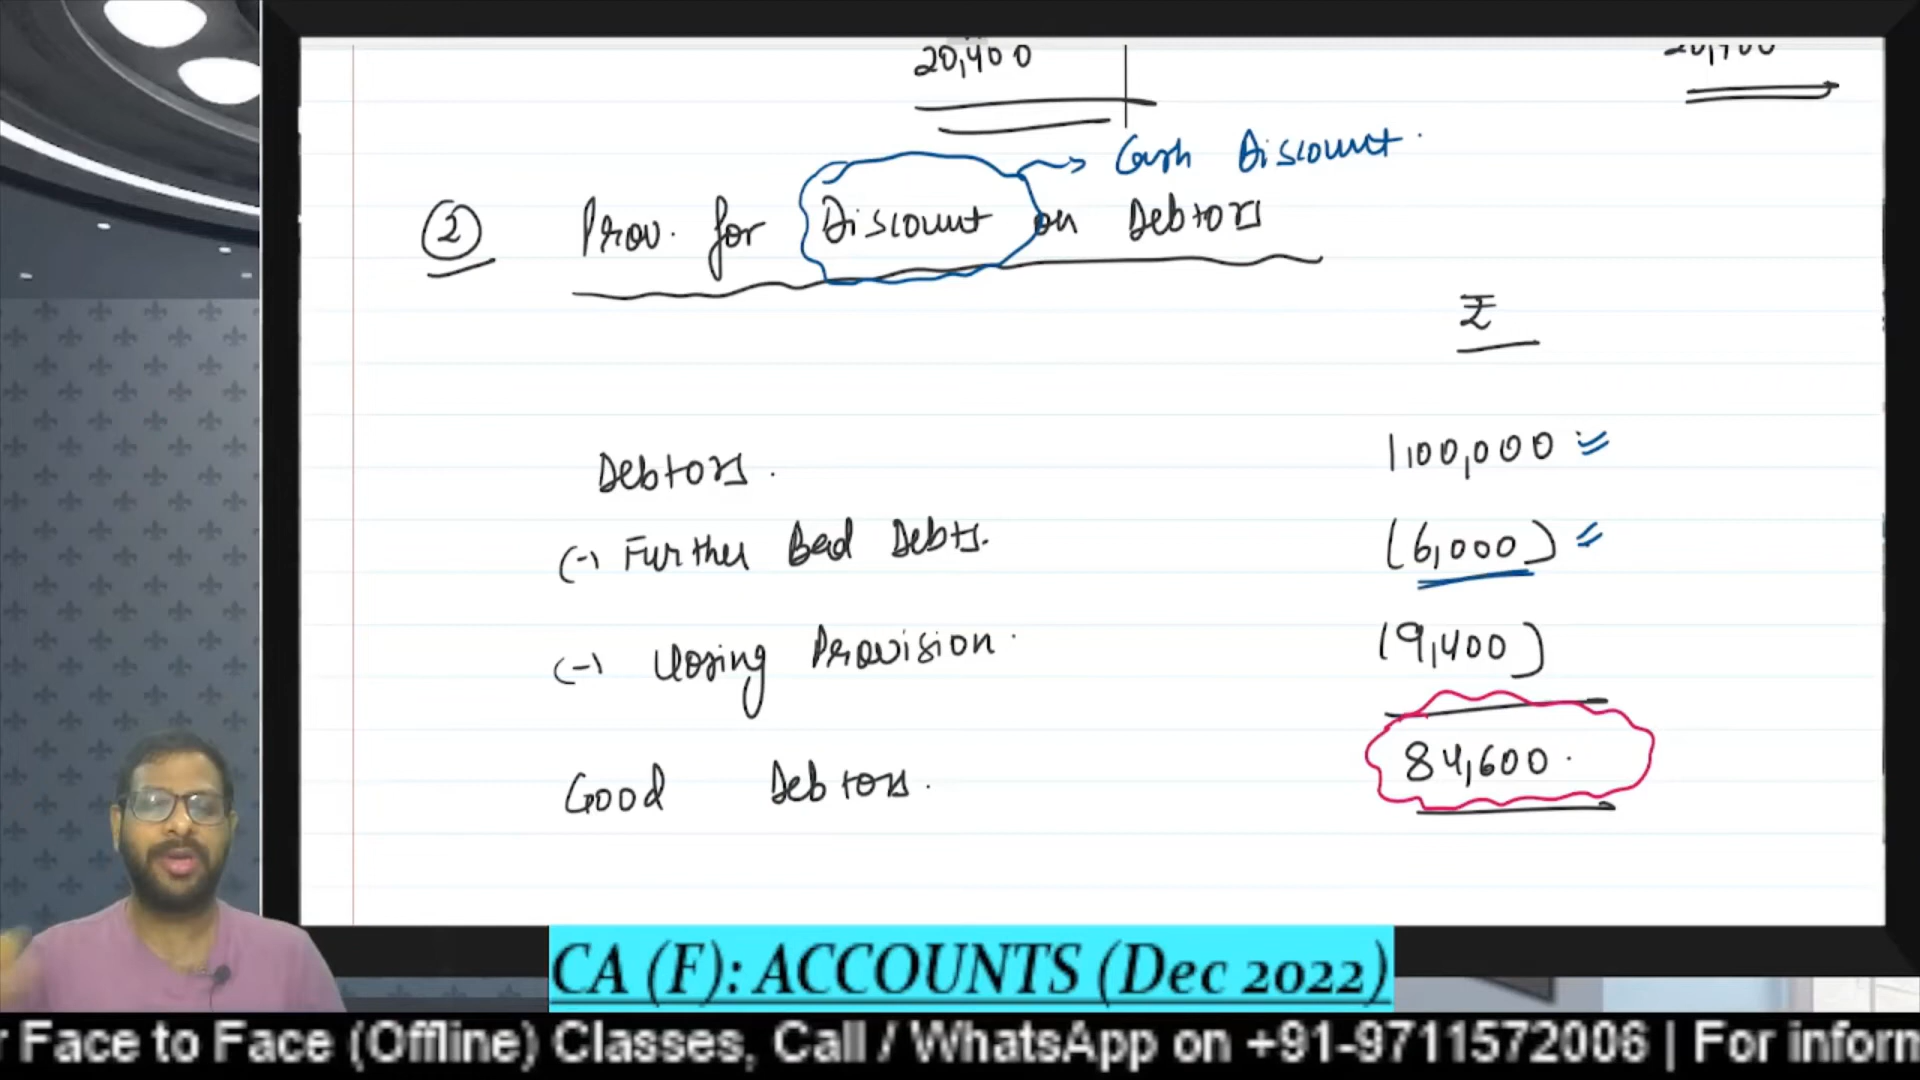 20,400
→ Cash Discount.
② Prov. for Discount on Debtors
₹
Debtors. 1,00,000
(-) Further Bad Debts. (6,000)
(-) Closing Provision. (9,400)
Good Debtors. 84,600.
CA (F): ACCOUNTS (Dec 2022)
Face to Face (Offline) Classes, Call / WhatsApp on +91-9711572006 | For inform